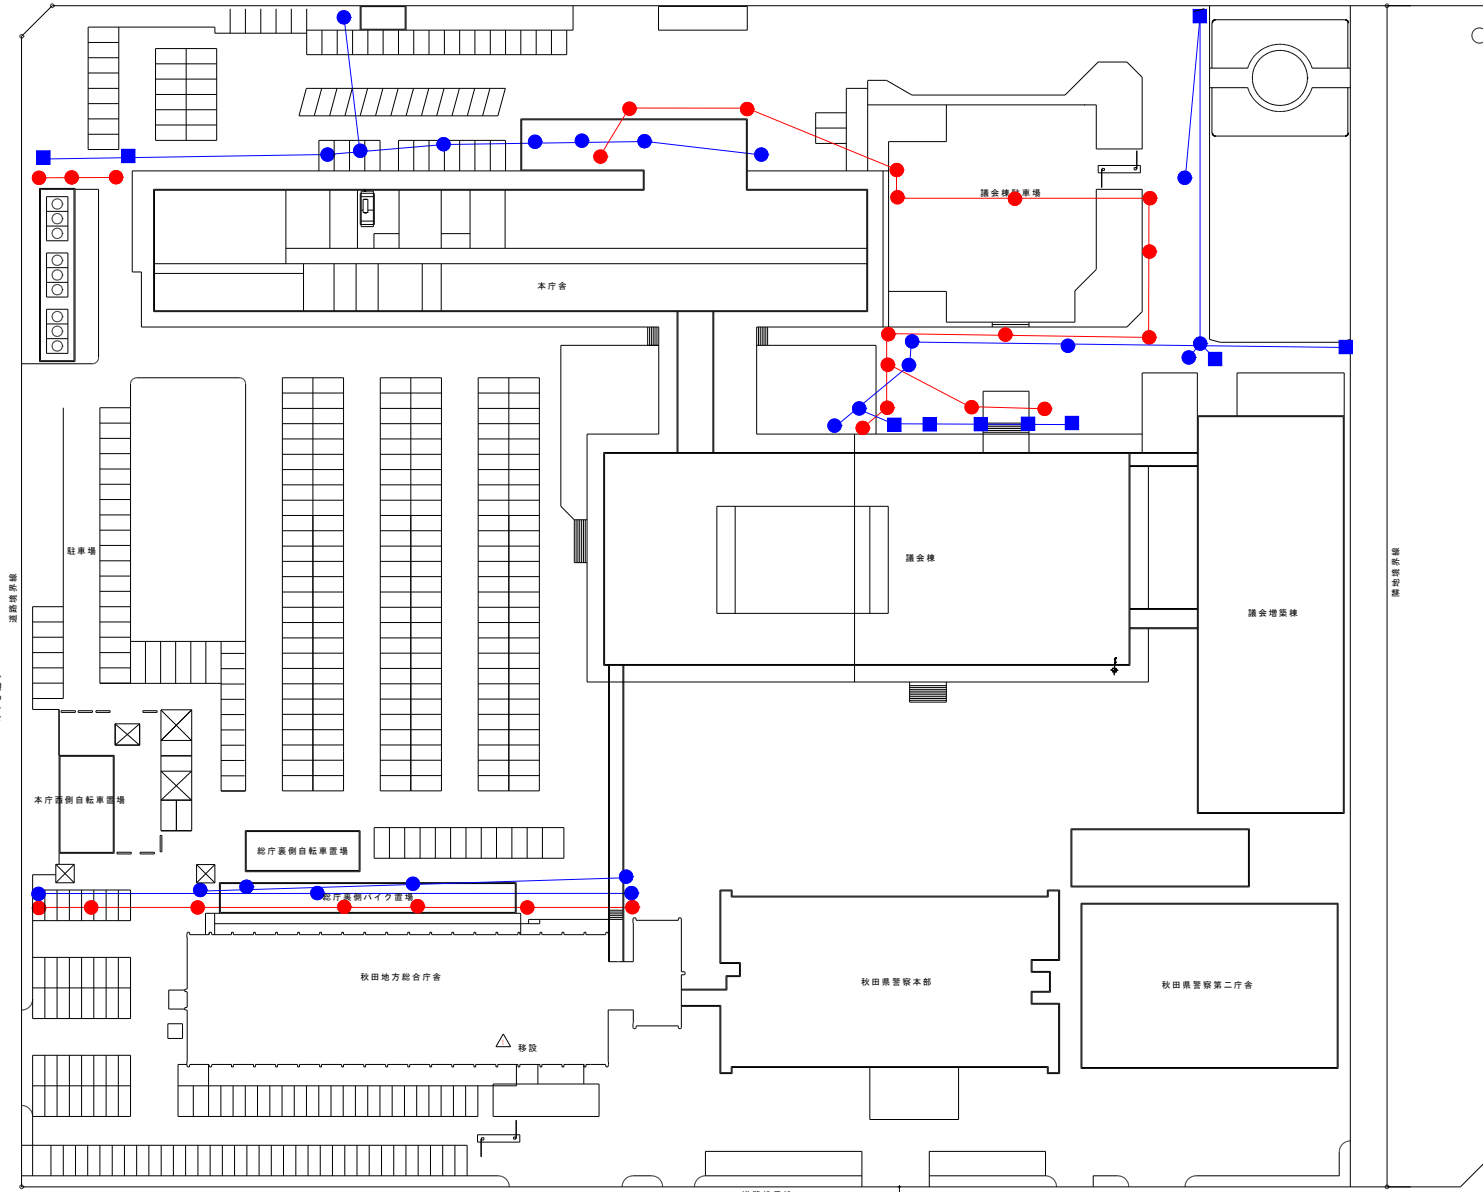 議会棟駐車場
本庁舎
駐車場
道路境界線
隣地境界線
議会棟
議会増築棟
本庁西側自転車置場
総庁裏側自転車置場
総庁裏側バイク置場
秋田地方総合庁舎
秋田県警察本部
秋田県警察第二庁舎
移設